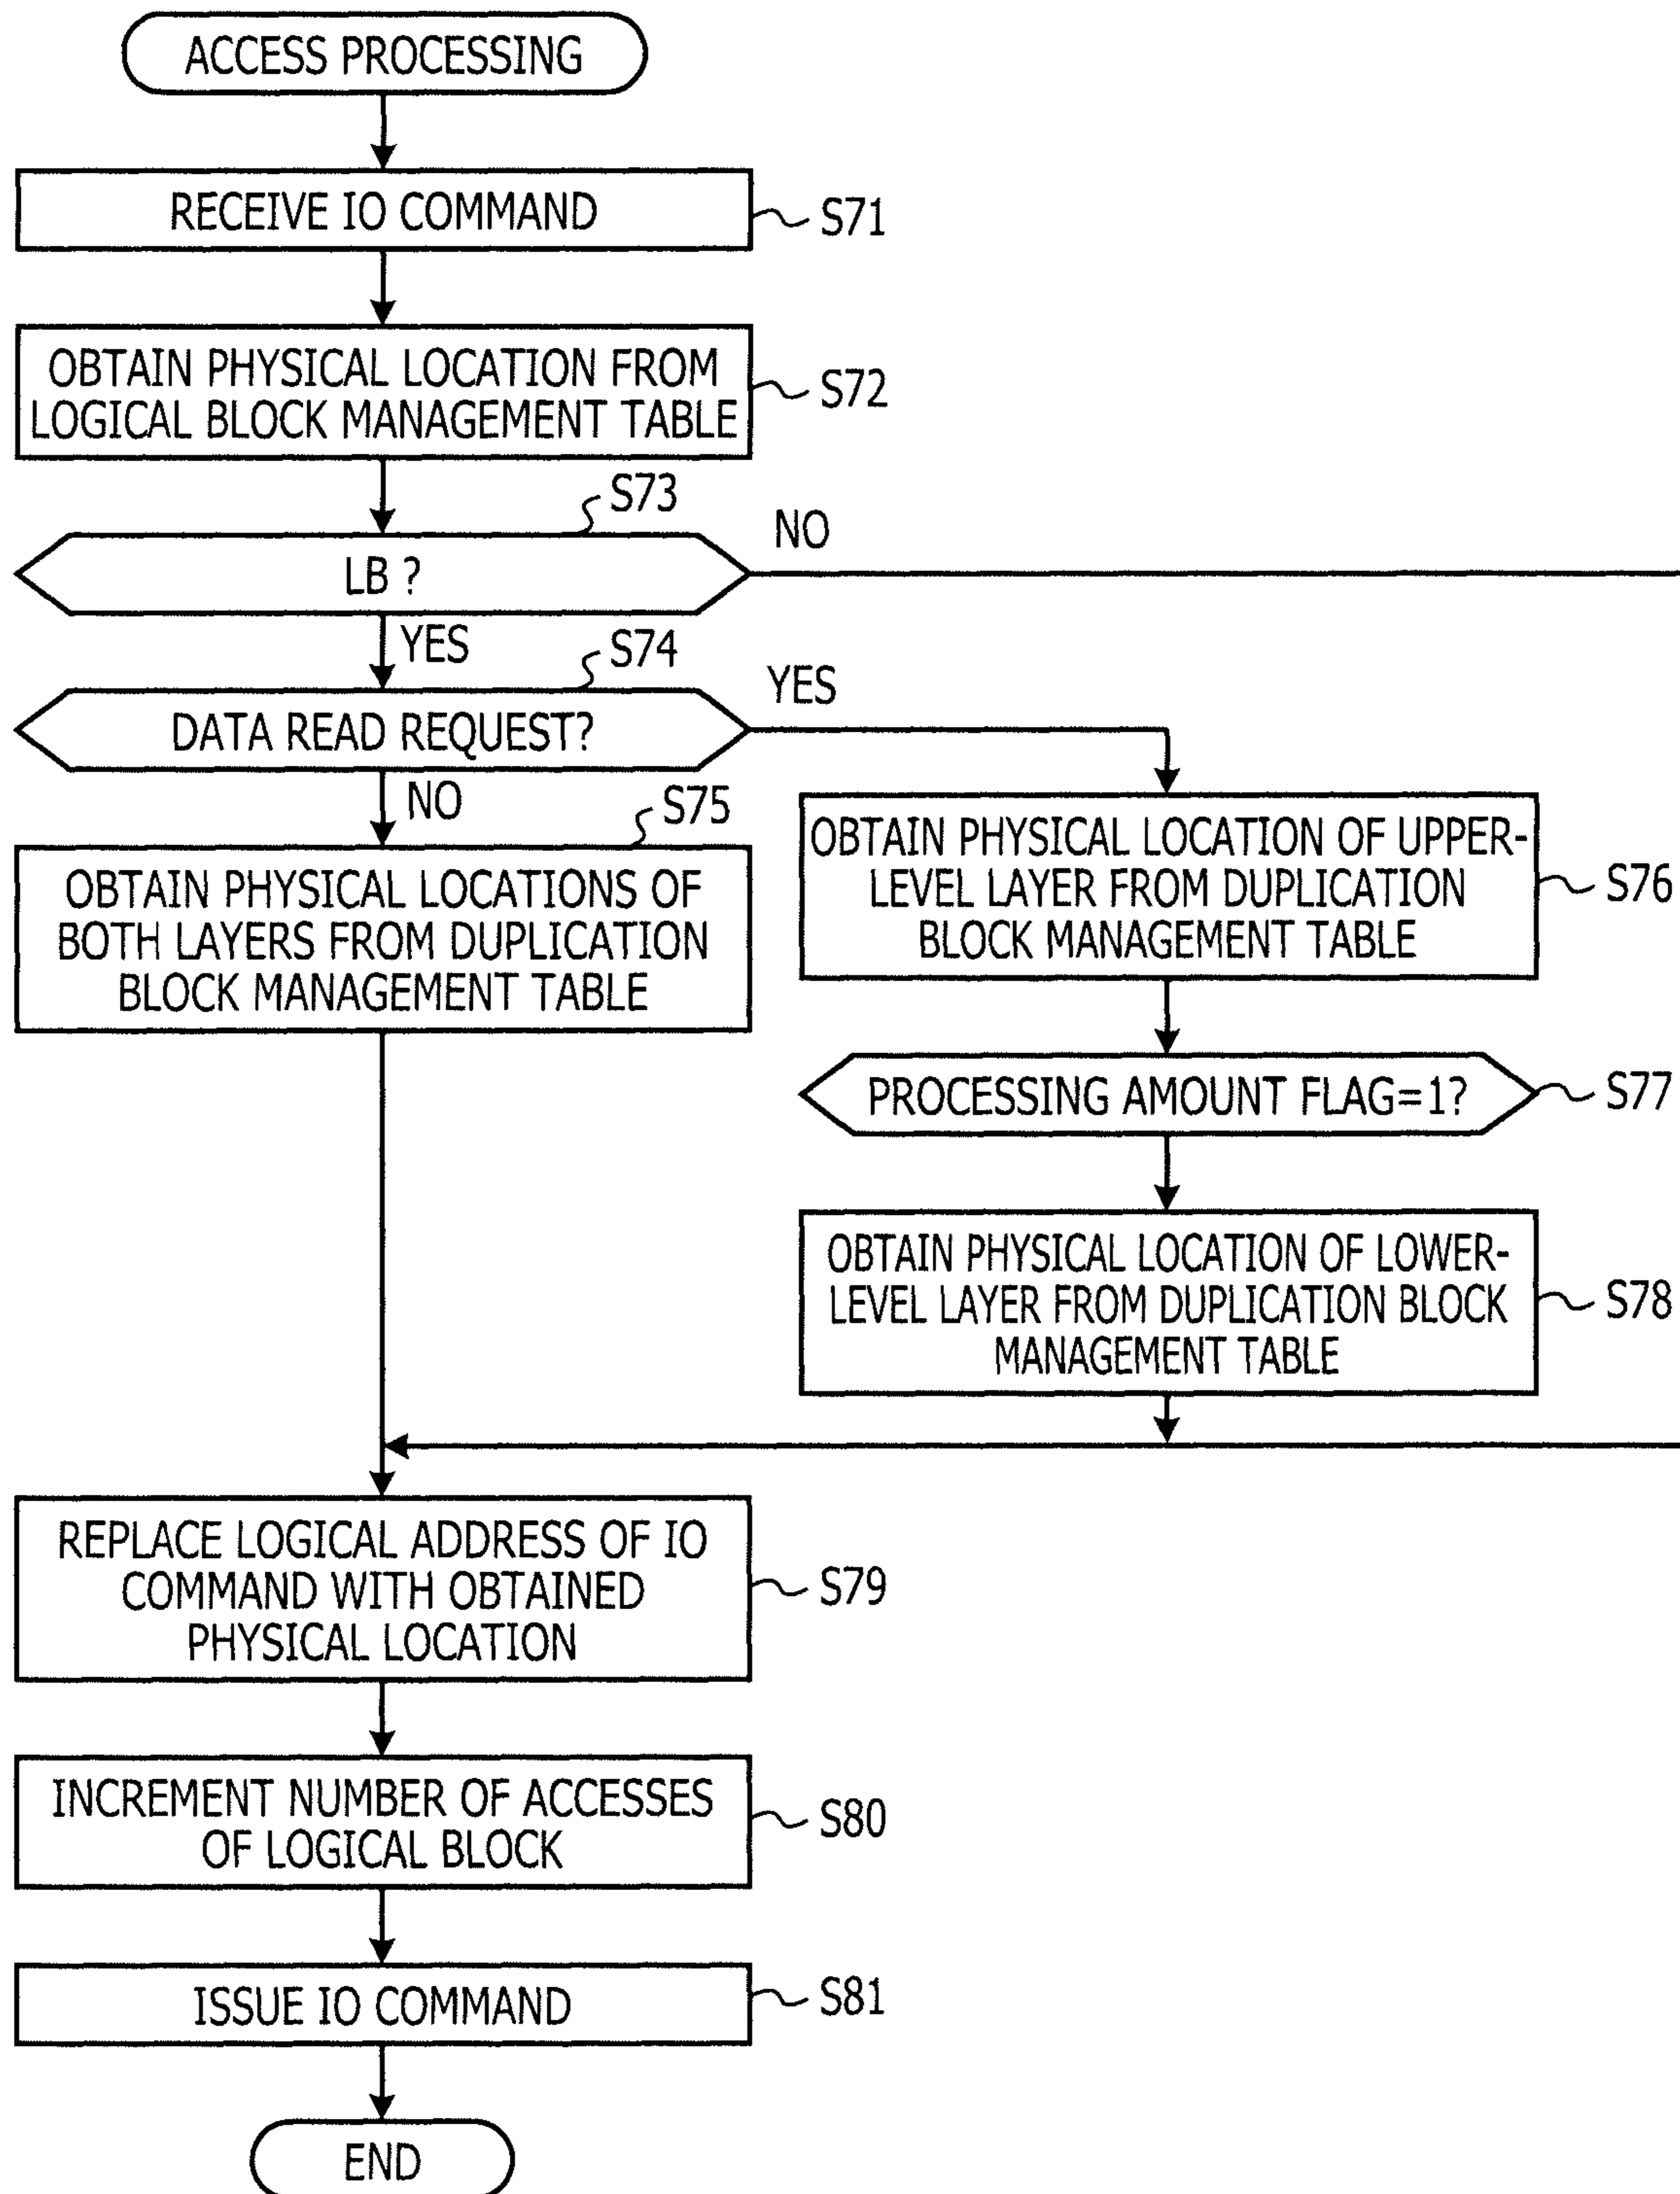 ACCESS PROCESSING
RECEIVE IO COMMAND
S71
OBTAIN PHYSICAL LOCATION FROM
LOGICAL BLOCK MANAGEMENT TABLE
S72
S73
LB ?
NO
YES
S74
DATA READ REQUEST?
YES
NO
S75
OBTAIN PHYSICAL LOCATIONS OF
BOTH LAYERS FROM DUPLICATION
BLOCK MANAGEMENT TABLE
OBTAIN PHYSICAL LOCATION OF UPPER-
LEVEL LAYER FROM DUPLICATION
BLOCK MANAGEMENT TABLE
S76
PROCESSING AMOUNT FLAG=1?
S77
OBTAIN PHYSICAL LOCATION OF LOWER-
LEVEL LAYER FROM DUPLICATION BLOCK
MANAGEMENT TABLE
S78
REPLACE LOGICAL ADDRESS OF IO
COMMAND WITH OBTAINED
PHYSICAL LOCATION
S79
INCREMENT NUMBER OF ACCESSES
OF LOGICAL BLOCK
S80
ISSUE IO COMMAND
S81
END